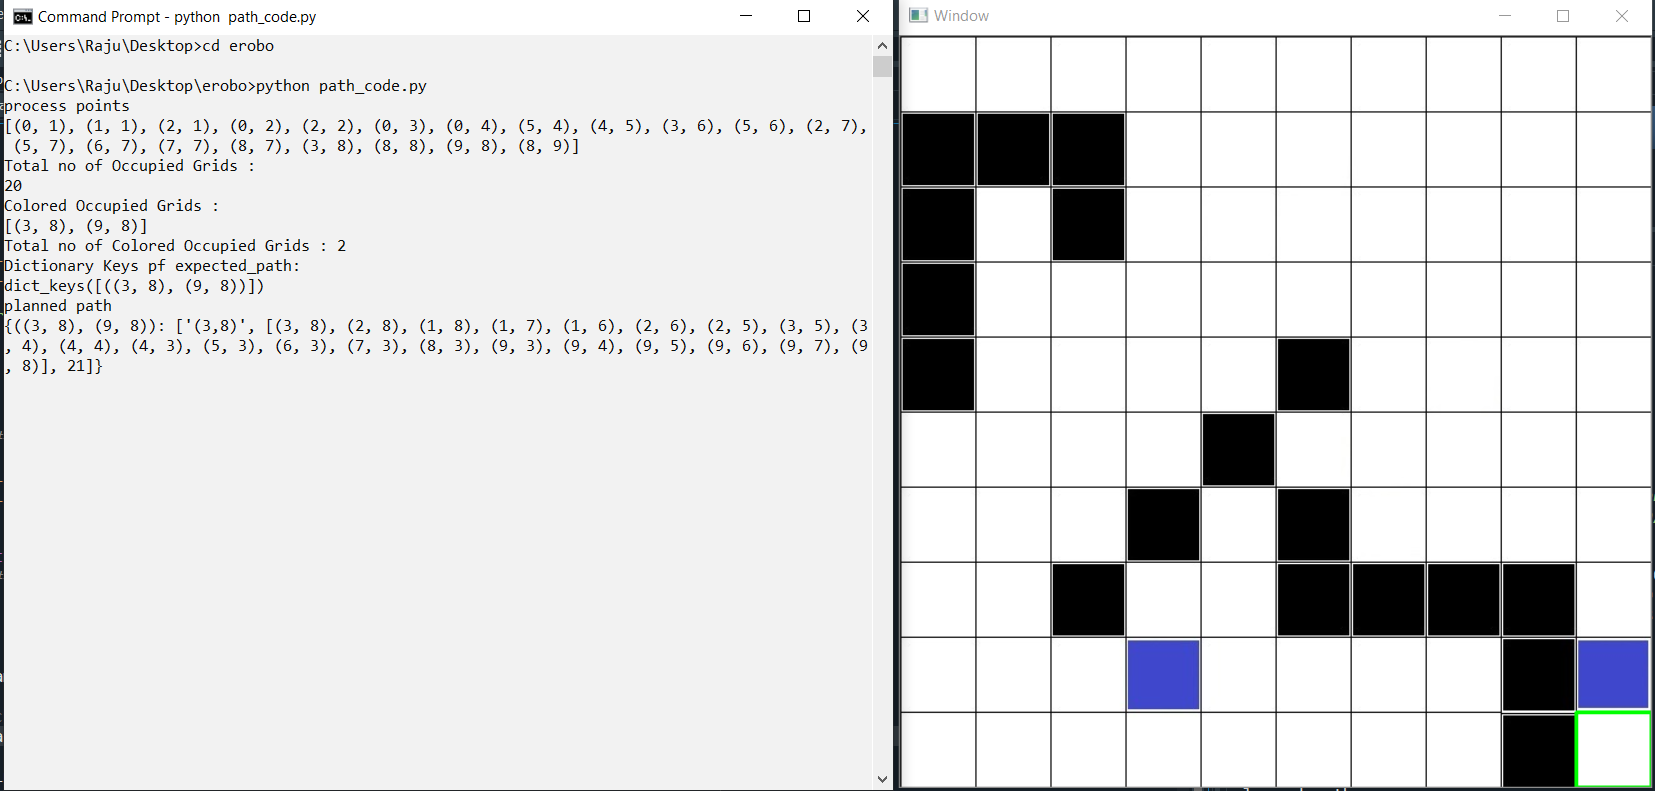 Command Prompt - python  path_code.py
C:\Users\Raju\Desktop>cd erobo
C:\Users\Raju\Desktop\erobo>python path_code.py
process points
[(0, 1), (1, 1), (2, 1), (0, 2), (2, 2), (0, 3), (0, 4), (5, 4), (4, 5), (3, 6), (5, 6), (2, 7),
 (5, 7), (6, 7), (7, 7), (8, 7), (3, 8), (8, 8), (9, 8), (8, 9)]
Total no of Occupied Grids :
20
Colored Occupied Grids :
[(3, 8), (9, 8)]
Total no of Colored Occupied Grids : 2
Dictionary Keys pf expected_path:
dict_keys([((3, 8), (9, 8))])
planned path
{((3, 8), (9, 8)): ['(3,8)', [(3, 8), (2, 8), (1, 8), (1, 7), (1, 6), (2, 6), (2, 5), (3, 5), (3
, 4), (4, 4), (4, 3), (5, 3), (6, 3), (7, 3), (8, 3), (9, 3), (9, 4), (9, 5), (9, 6), (9, 7), (9
, 8)], 21]}
Window